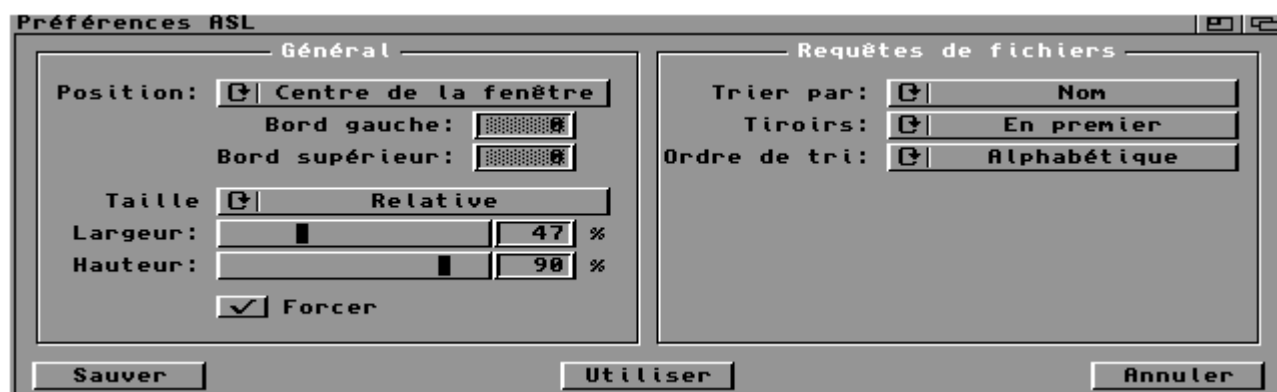 Préférences ASL
Général
Position: Centre de la fenêtre
Bord gauche: 0
Bord supérieur: 0
Taille Relative
Largeur: 47 %
Hauteur: 90 %
Forcer
Requêtes de fichiers
Trier par: Nom
Tiroirs: En premier
Ordre de tri: Alphabétique
Sauver
Utiliser
Annuler